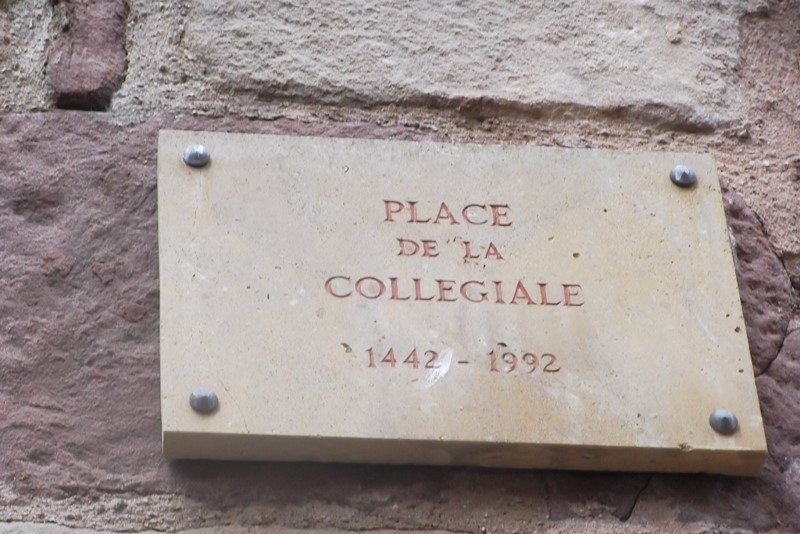 PLACE
DE LA
COLLEGIALE
1442 - 1992